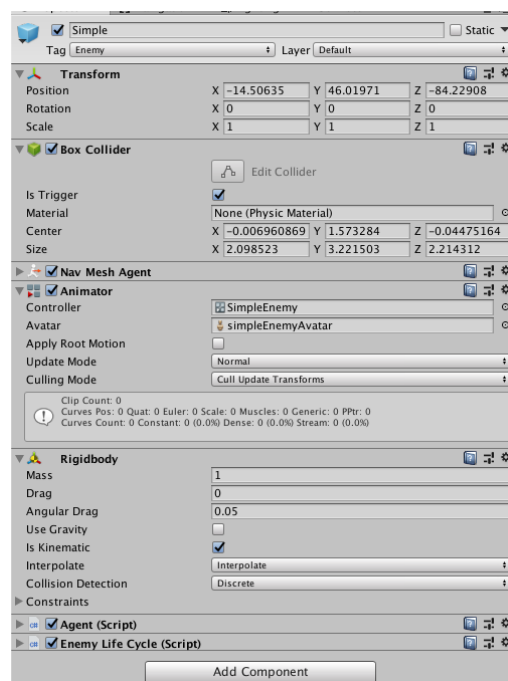 Simple Static
Tag Enemy Layer Default
Transform
Position X -14.50635 Y 46.01971 Z -84.22908
Rotation X 0 Y 0 Z 0
Scale X 1 Y 1 Z 1
Box Collider
Edit Collider
Is Trigger
Material None (Physic Material)
Center X -0.006960869 Y 1.573284 Z -0.04475164
Size X 2.098523 Y 3.221503 Z 2.214312
Nav Mesh Agent
Animator
Controller SimpleEnemy
Avatar simpleEnemyAvatar
Apply Root Motion
Update Mode Normal
Culling Mode Cull Update Transforms
Clip Count: 0
Curves Pos: 0 Quat: 0 Euler: 0 Scale: 0 Muscles: 0 Generic: 0 PPtr: 0
Curves Count: 0 Constant: 0 (0.0%) Dense: 0 (0.0%) Stream: 0 (0.0%)
Rigidbody
Mass 1
Drag 0
Angular Drag 0.05
Use Gravity
Is Kinematic
Interpolate Interpolate
Collision Detection Discrete
Constraints
c# Agent (Script)
c# Enemy Life Cycle (Script)
Add Component